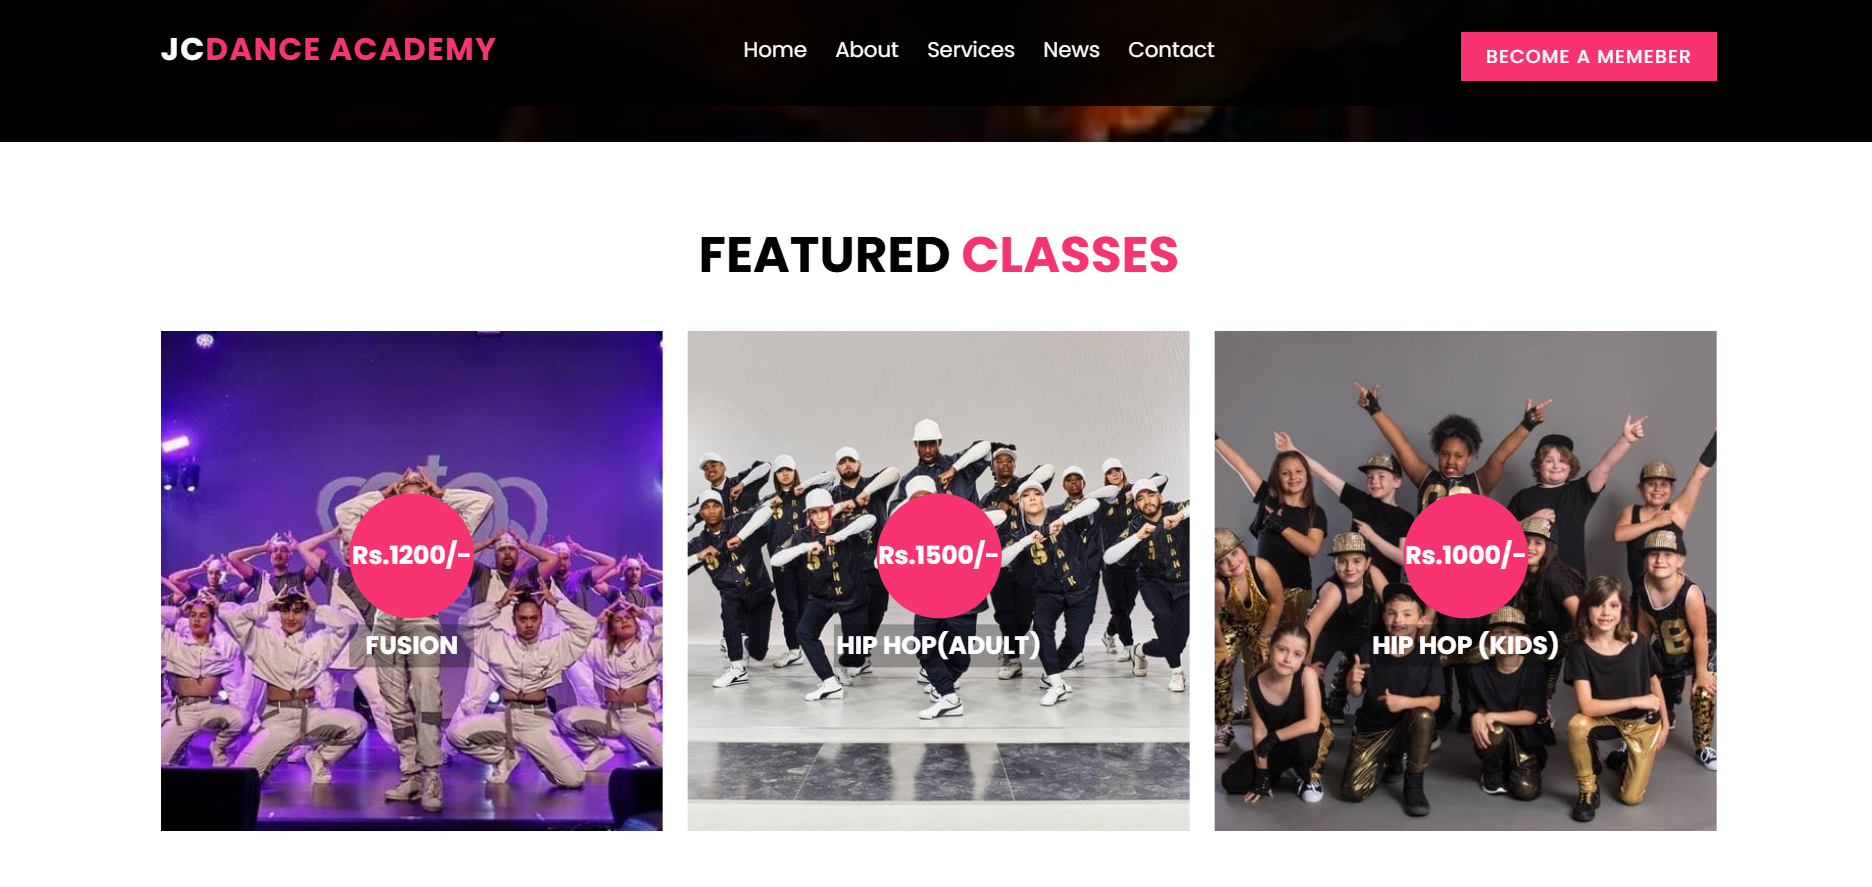 JCDANCE ACADEMY
Home About Services News Contact
BECOME A MEMEBER
FEATURED CLASSES
Rs.1200/-
FUSION
Rs.1500/-
HIP HOP(ADULT)
Rs.1000/-
HIP HOP (KIDS)